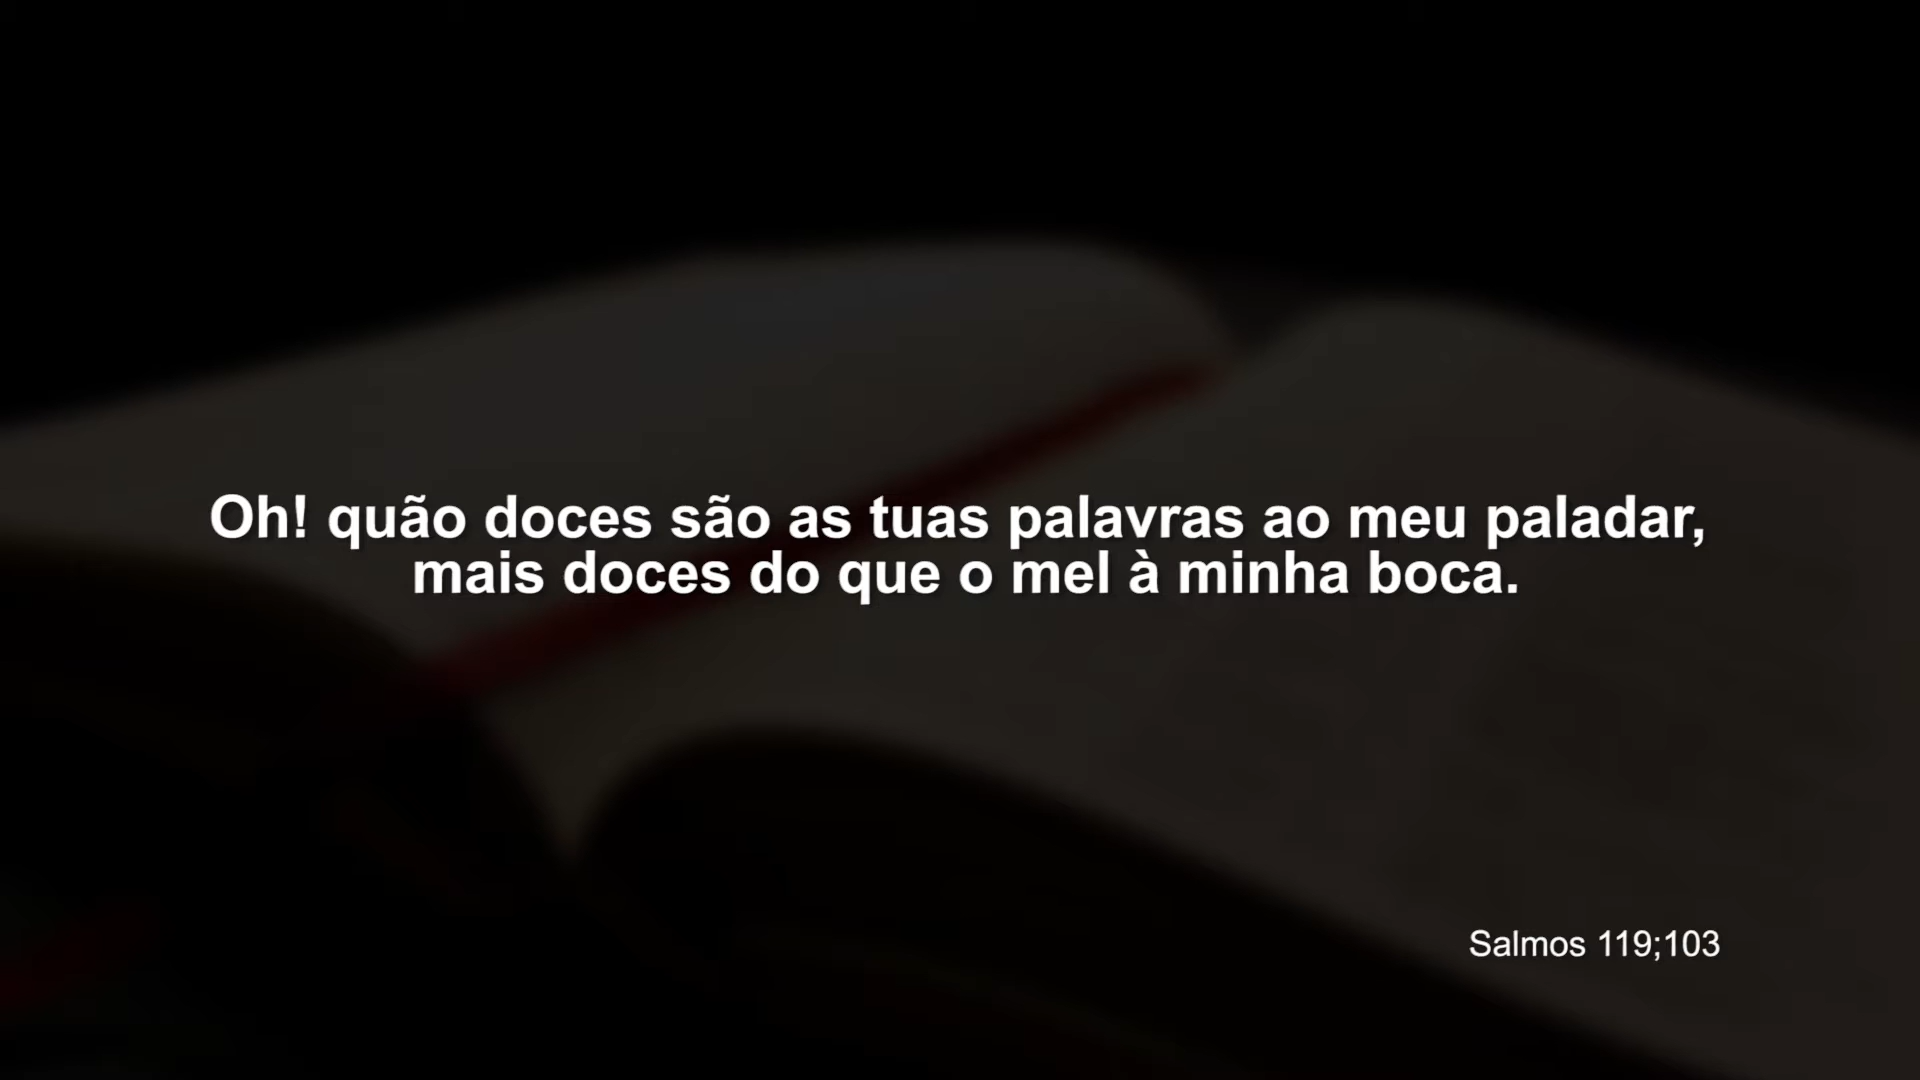 Oh! quão doces são as tuas palavras ao meu paladar,
mais doces do que o mel à minha boca.
Salmos 119;103